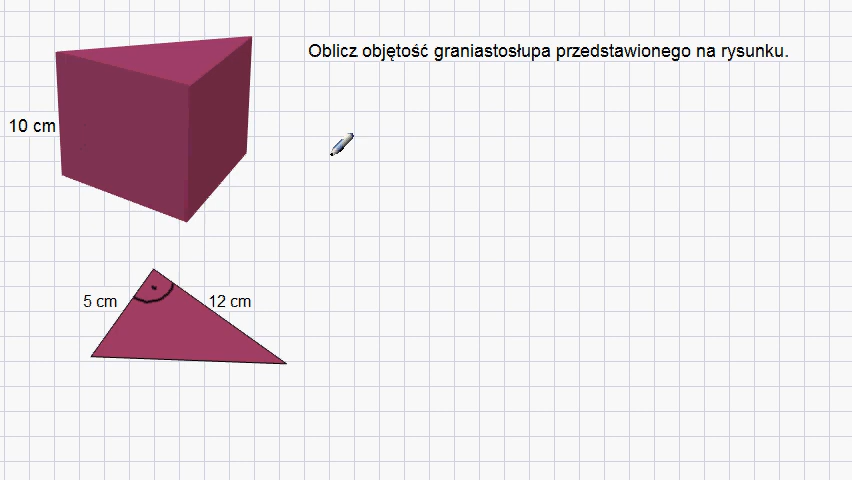 Oblicz objętość graniastosłupa przedstawionego na rysunku.
10 cm
5 cm
12 cm